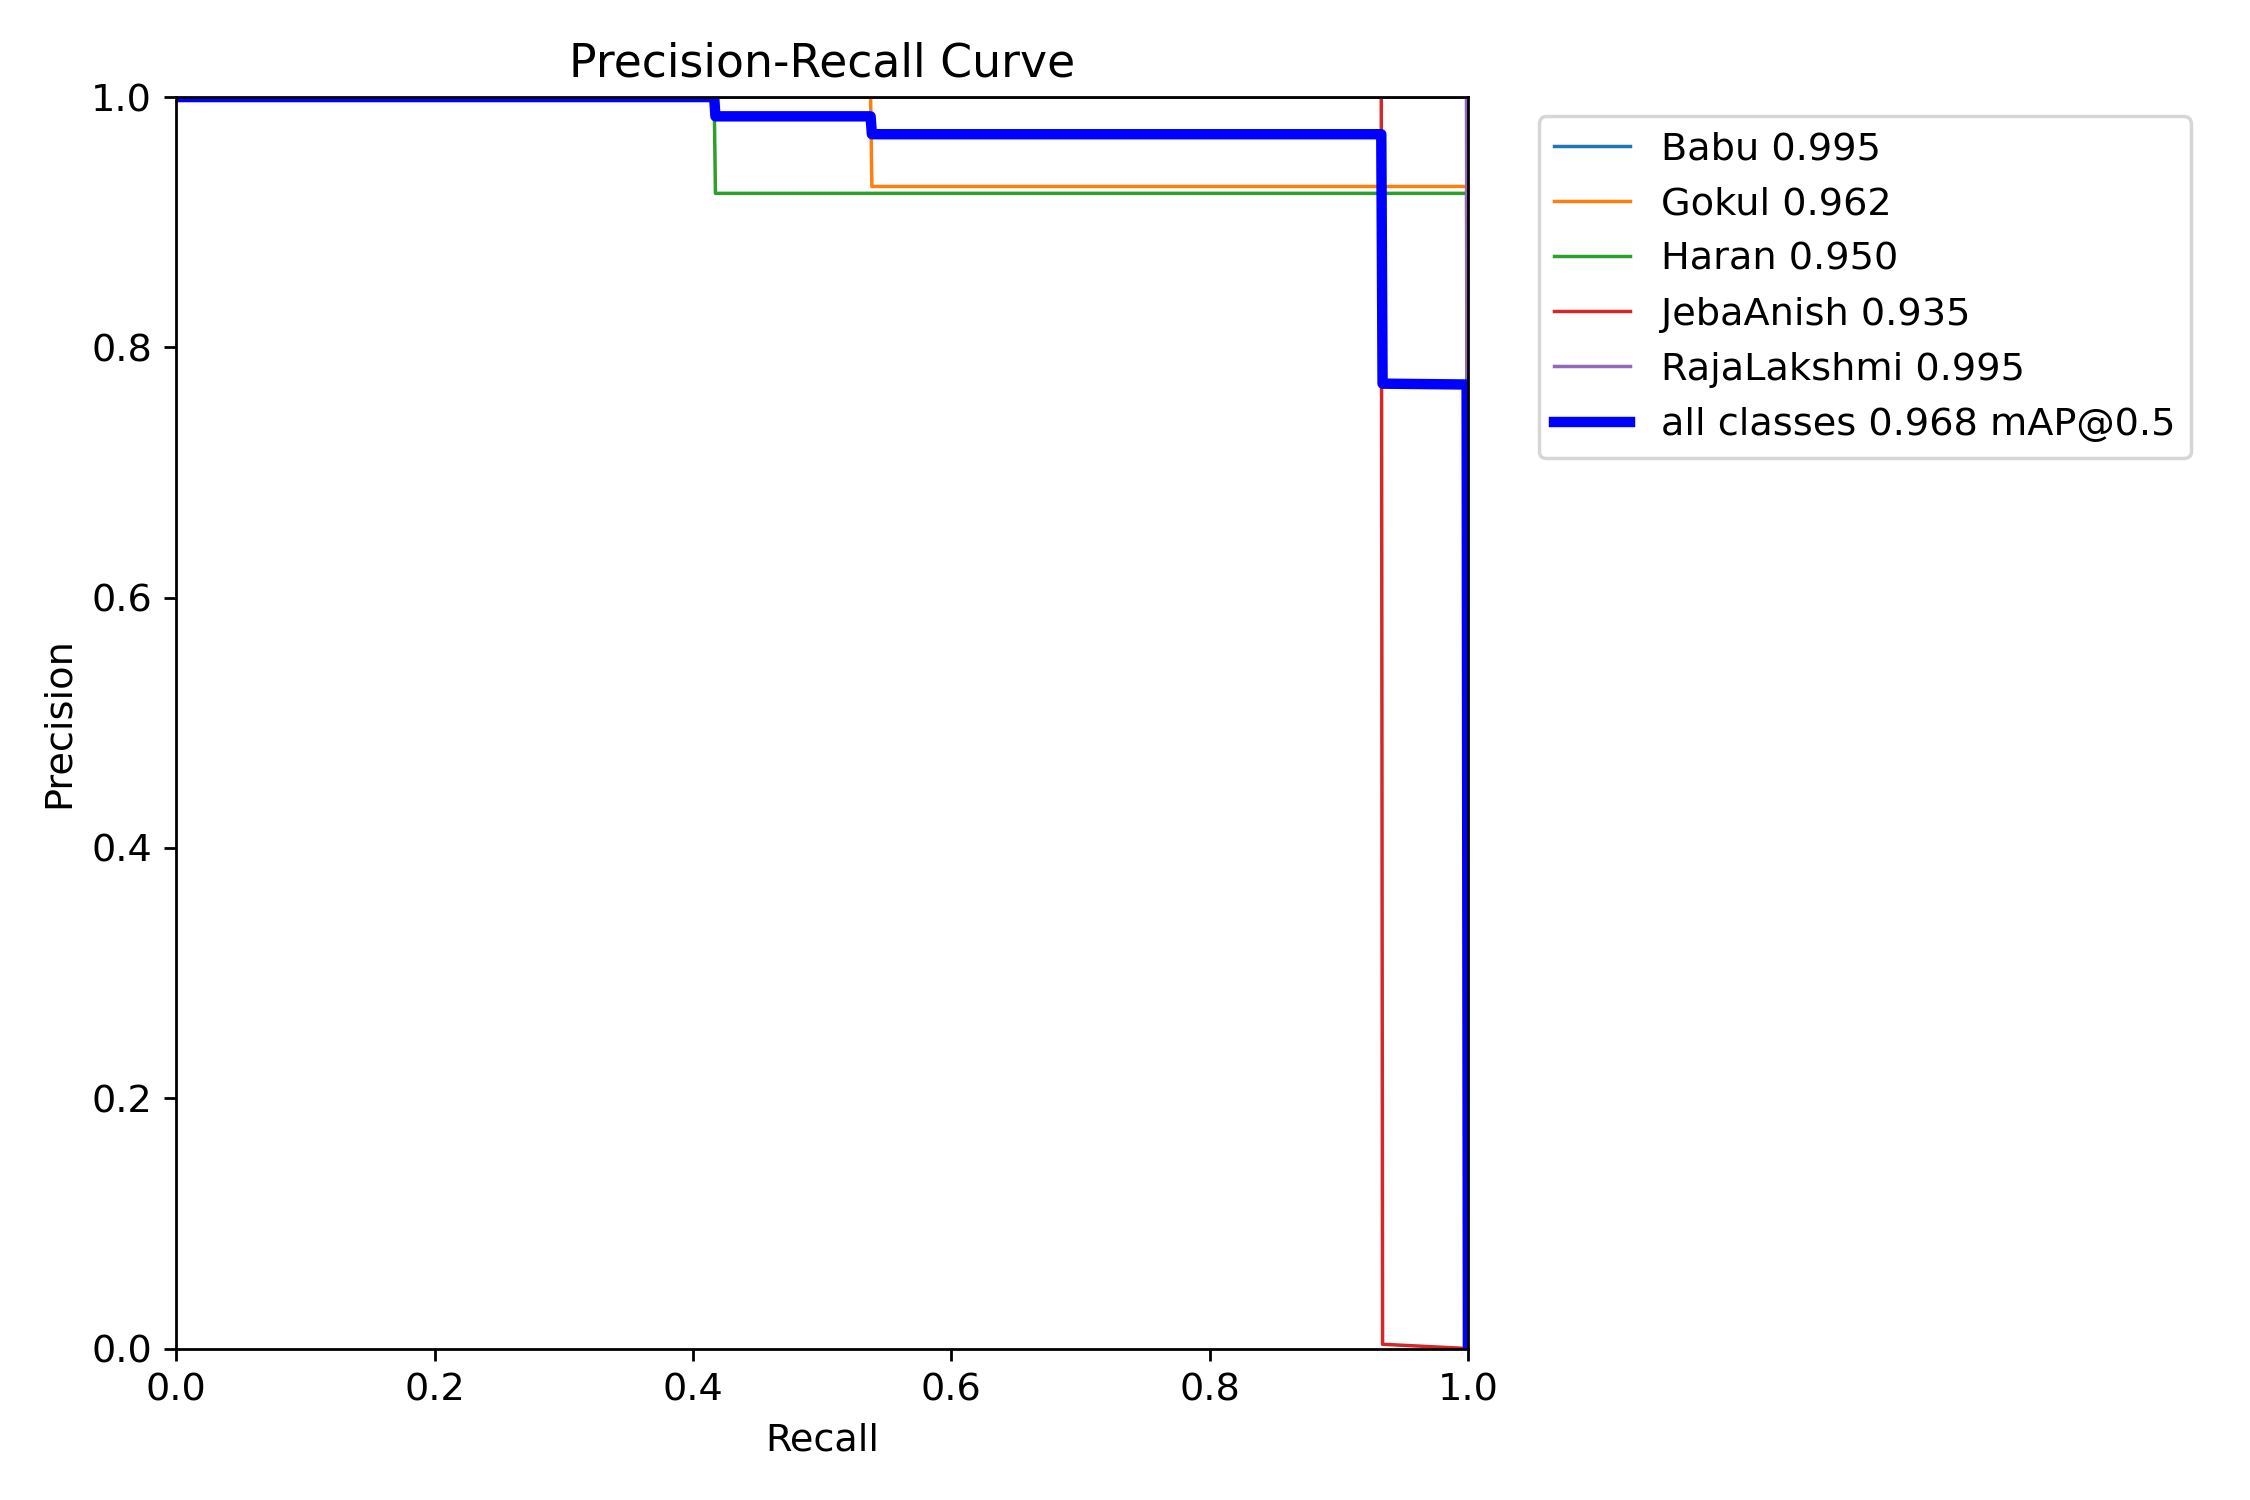 Precision-Recall Curve
1.0
0.8
0.6
0.4
0.2
0.0
Precision
0.0 0.2 0.4 0.6 0.8 1.0
Recall
Babu 0.995
Gokul 0.962
Haran 0.950
JebaAnish 0.935
RajaLakshmi 0.995
all classes 0.968 mAP@0.5